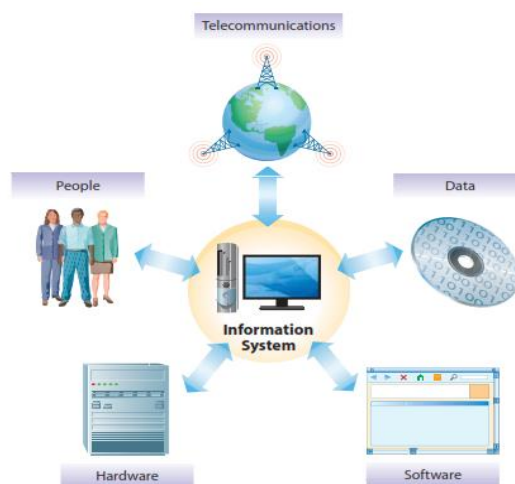 Telecommunications
People
Data
Information
System
Hardware
Software